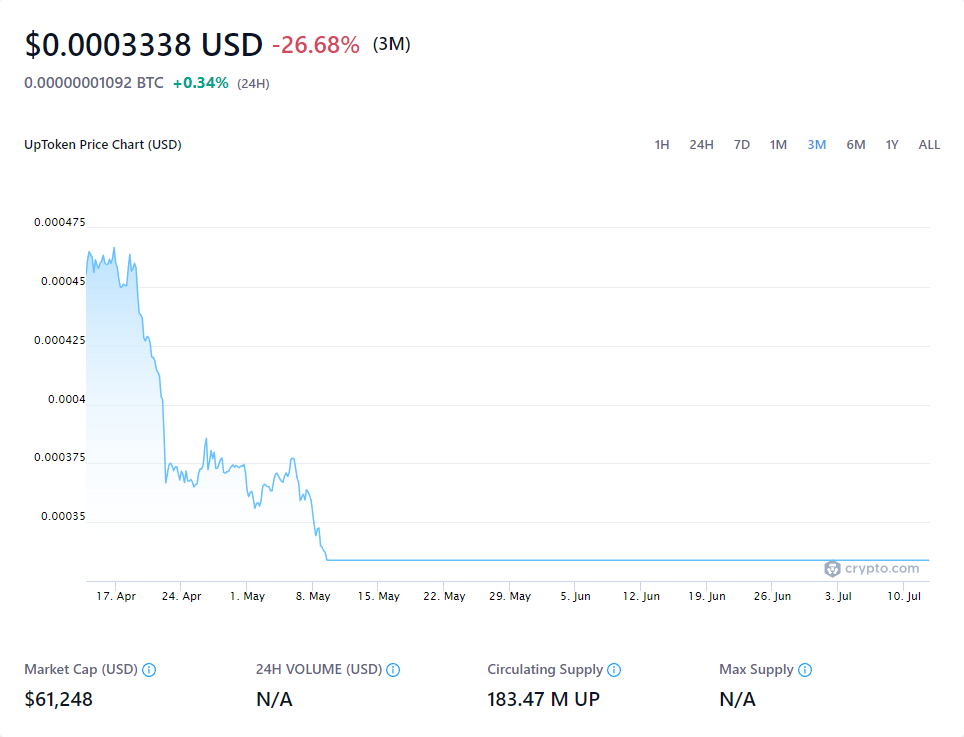 $0.0003338 USD -26.68% (3M)
0.00000001092 BTC +0.34% (24H)
UpToken Price Chart (USD) 1H 24H 7D 1M 3M 6M 1Y ALL
0.000475
0.00045
0.000425
0.0004
0.000375
0.00035
crypto.com
17. Apr 24. Apr 1. May 8. May 15. May 22. May 29. May 5. Jun 12. Jun 19. Jun 26. Jun 3. Jul 10. Jul
Market Cap (USD) 24H VOLUME (USD) Circulating Supply Max Supply
$61,248 N/A 183.47 M UP N/A